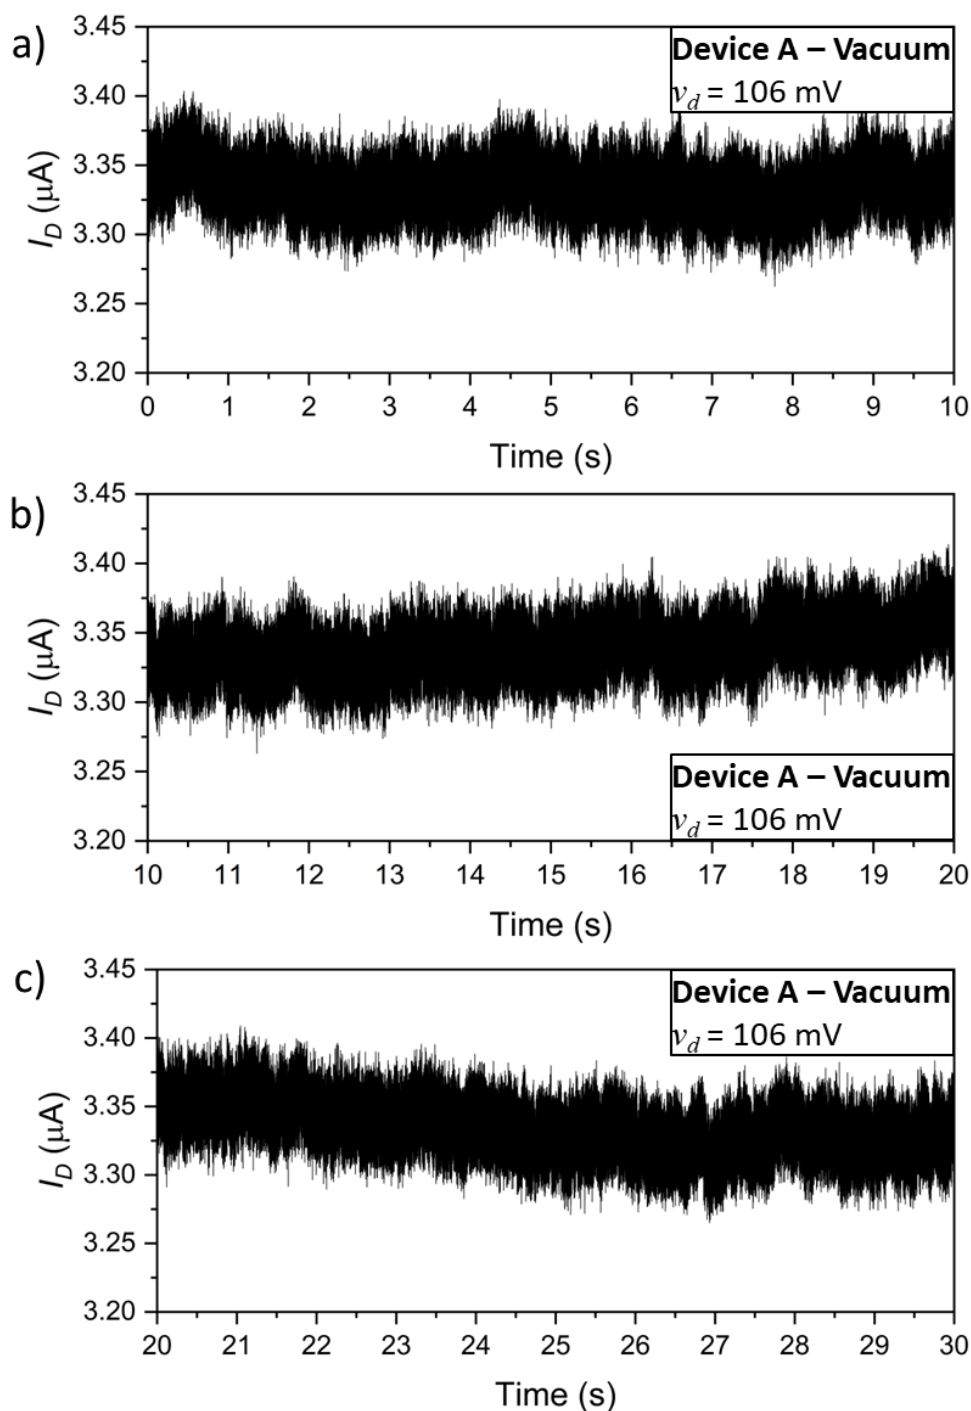 a)
Device A – Vacuum
v_d = 106 mV
I_D (μA)
3.45
3.40
3.35
3.30
3.25
3.20
0 1 2 3 4 5 6 7 8 9 10
Time (s)
b)
I_D (μA)
3.45
3.40
3.35
3.30
3.25
3.20
Device A – Vacuum
v_d = 106 mV
10 11 12 13 14 15 16 17 18 19 20
Time (s)
c)
Device A – Vacuum
v_d = 106 mV
I_D (μA)
3.45
3.40
3.35
3.30
3.25
3.20
20 21 22 23 24 25 26 27 28 29 30
Time (s)